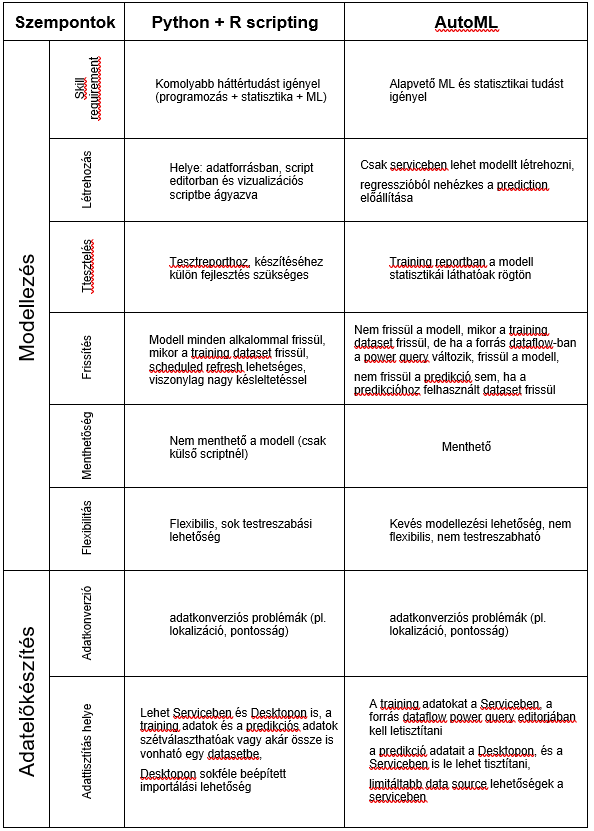 Szempontok
Python + R scripting
AutoML
Modellezés
Skill
requirement
Komolyabb háttértudást igényel
(programozás + statisztika + ML)
Alapvető ML és statisztikai tudást
igényel
Létrehozás
Helye: adatforrásban, script
editorban és vizualizációs
scriptbe ágyazva
Csak serviceben lehet modellt létrehozni,
regresszióból nehézkes a prediction
előállítása
Ttesztelés
Tesztreporthoz, készítéséhez
külön fejlesztés szükséges
Training reportban a modell
statisztikái láthatóak rögtön
Frissítés
Modell minden alkalommal frissül,
mikor a training dataset frissül,
scheduled refresh lehetséges,
viszonylag nagy késleltetéssel
Nem frissül a modell, mikor a training
dataset frissül, de ha a forrás dataflow-ban
a power query változik, frissül a modell,
nem frissül a predikció sem, ha a
predikcióhoz felhasznált dataset frissül
Menthetőség
Nem menthető a modell (csak
külső scriptnél)
Menthető
Flexibilitás
Flexibilis, sok testreszabási
lehetőség
Kevés modellezési lehetőség, nem
flexibilis, nem testreszabható
Adatelőkészítés
Adatkonverzió
adatkonverziós problémák (pl.
lokalizáció, pontosság)
adatkonverziós problémák (pl.
lokalizáció, pontosság)
Adattisztítás helye
Lehet Serviceben és Desktopon is, a
training adatok és a predikciós adatok
szétválaszthatóak vagy akár össze is
vonható egy datasetbe,
Desktopon sokféle beépített
importálási lehetőség
A training adatokat a Serviceben, a
forrás dataflow power query editorjában
kell letisztítani
a predikció adatait a Desktopon, és a
Serviceben is le lehet tisztítani,
limitáltabb data source lehetőségek a
serviceben